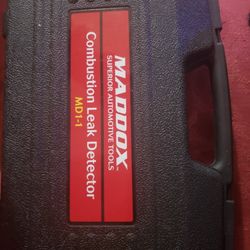 MADDOX
SUPERIOR AUTOMOTIVE TOOLS
Combustion Leak Detector
MD1-1